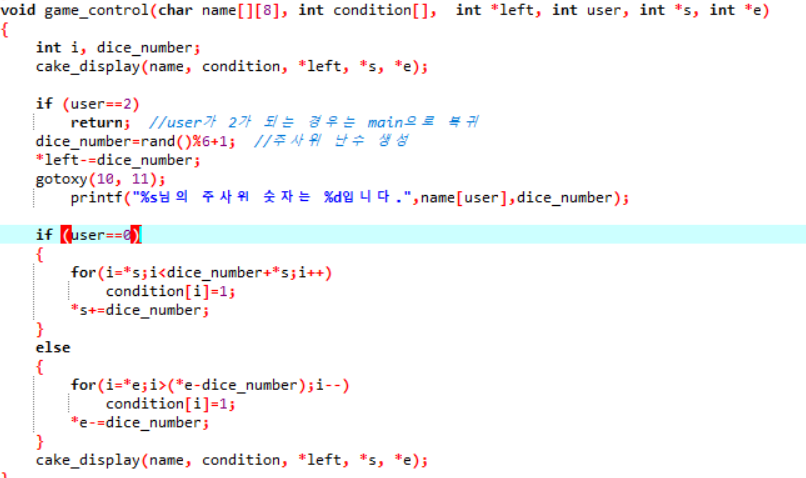 void game_control(char name[][8], int condition[],  int *left, int user, int *s, int *e)
{
    int i, dice_number;
    cake_display(name, condition, *left, *s, *e);
    if (user==2)
        return;  //user가 2가 되는 경우는 main으로 복귀
    dice_number=rand()%6+1;  //주사위 난수 생성
    *left-=dice_number;
    gotoxy(10, 11);
        printf("%s님의 주사위 숫자는 %d입니다.",name[user],dice_number);
    if (user==0)
    {
        for(i=*s;i<dice_number+*s;i++)
            condition[i]=1;
        *s+=dice_number;
    }
    else
    {
        for(i=*e;i>(*e-dice_number);i--)
            condition[i]=1;
        *e-=dice_number;
    }
    cake_display(name, condition, *left, *s, *e);